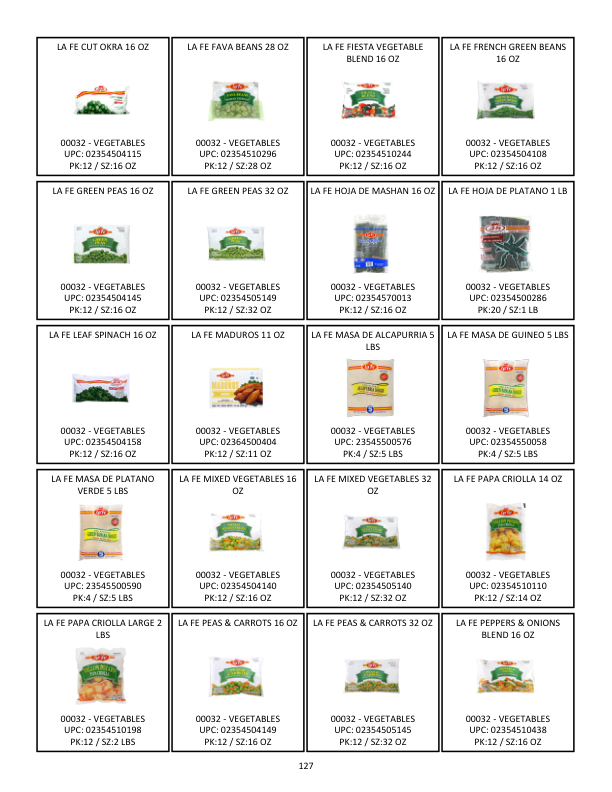 LA FE CUT OKRA 16 OZ
00032 - VEGETABLES
UPC: 02354504115
PK:12 / SZ:16 OZ
LA FE FAVA BEANS 28 OZ
00032 - VEGETABLES
UPC: 02354510296
PK:12 / SZ:28 OZ
LA FE FIESTA VEGETABLE
BLEND 16 OZ
00032 - VEGETABLES
UPC: 02354510244
PK:12 / SZ:16 OZ
LA FE FRENCH GREEN BEANS
16 OZ
00032 - VEGETABLES
UPC: 02354504108
PK:12 / SZ:16 OZ
LA FE GREEN PEAS 16 OZ
00032 - VEGETABLES
UPC: 02354504145
PK:12 / SZ:16 OZ
LA FE GREEN PEAS 32 OZ
00032 - VEGETABLES
UPC: 02354505149
PK:12 / SZ:32 OZ
LA FE HOJA DE MASHAN 16 OZ
00032 - VEGETABLES
UPC: 02354570013
PK:12 / SZ:16 OZ
LA FE HOJA DE PLATANO 1 LB
00032 - VEGETABLES
UPC: 02354500286
PK:20 / SZ:1 LB
LA FE LEAF SPINACH 16 OZ
00032 - VEGETABLES
UPC: 02354504158
PK:12 / SZ:16 OZ
LA FE MADUROS 11 OZ
MADUROS
00032 - VEGETABLES
UPC: 02364500404
PK:12 / SZ:11 OZ
LA FE MASA DE ALCAPURRIA 5
LBS
00032 - VEGETABLES
UPC: 23545500576
PK:4 / SZ:5 LBS
LA FE MASA DE GUINEO 5 LBS
00032 - VEGETABLES
UPC: 02354550058
PK:4 / SZ:5 LBS
LA FE MASA DE PLATANO
VERDE 5 LBS
00032 - VEGETABLES
UPC: 23545500590
PK:4 / SZ:5 LBS
LA FE MIXED VEGETABLES 16
OZ
00032 - VEGETABLES
UPC: 02354504140
PK:12 / SZ:16 OZ
LA FE MIXED VEGETABLES 32
OZ
00032 - VEGETABLES
UPC: 02354505140
PK:12 / SZ:32 OZ
LA FE PAPA CRIOLLA 14 OZ
00032 - VEGETABLES
UPC: 02354510110
PK:12 / SZ:14 OZ
LA FE PAPA CRIOLLA LARGE 2
LBS
00032 - VEGETABLES
UPC: 02354510198
PK:12 / SZ:2 LBS
LA FE PEAS & CARROTS 16 OZ
00032 - VEGETABLES
UPC: 02354504149
PK:12 / SZ:16 OZ
LA FE PEAS & CARROTS 32 OZ
00032 - VEGETABLES
UPC: 02354505145
PK:12 / SZ:32 OZ
LA FE PEPPERS & ONIONS
BLEND 16 OZ
00032 - VEGETABLES
UPC: 02354510438
PK:12 / SZ:16 OZ
127